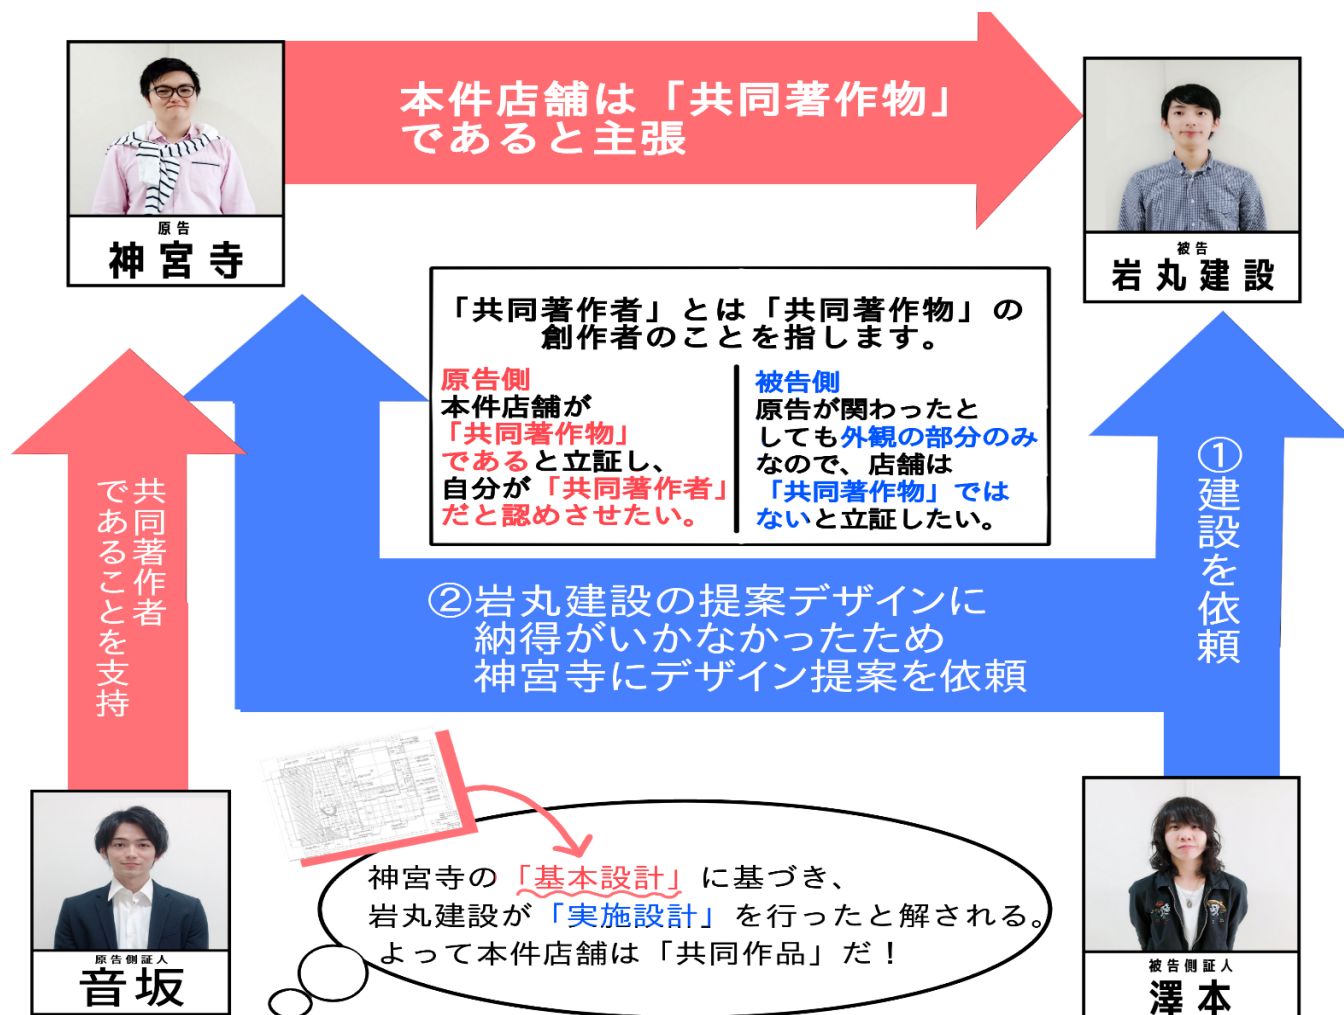 本件店舗は「共同著作物」
であると主張
原告
神宮寺
被告
岩丸建設
「共同著作者」とは「共同著作物」の
創作者のことを指します。
原告側
本件店舗が
「共同著作物」
であると立証し、
自分が「共同著作者」
だと認めさせたい。
被告側
原告が関わったと
しても外観の部分のみ
なので、店舗は
「共同著作物」では
ないと立証したい。
共同著作者
であることを支持
①建設を依頼
②岩丸建設の提案デザインに
納得がいかなかったため
神宮寺にデザイン提案を依頼
神宮寺の「基本設計」に基づき、
岩丸建設が「実施設計」を行ったと解される。
よって本件店舗は「共同作品」だ！
原告側証人
音坂
被告側証人
澤本